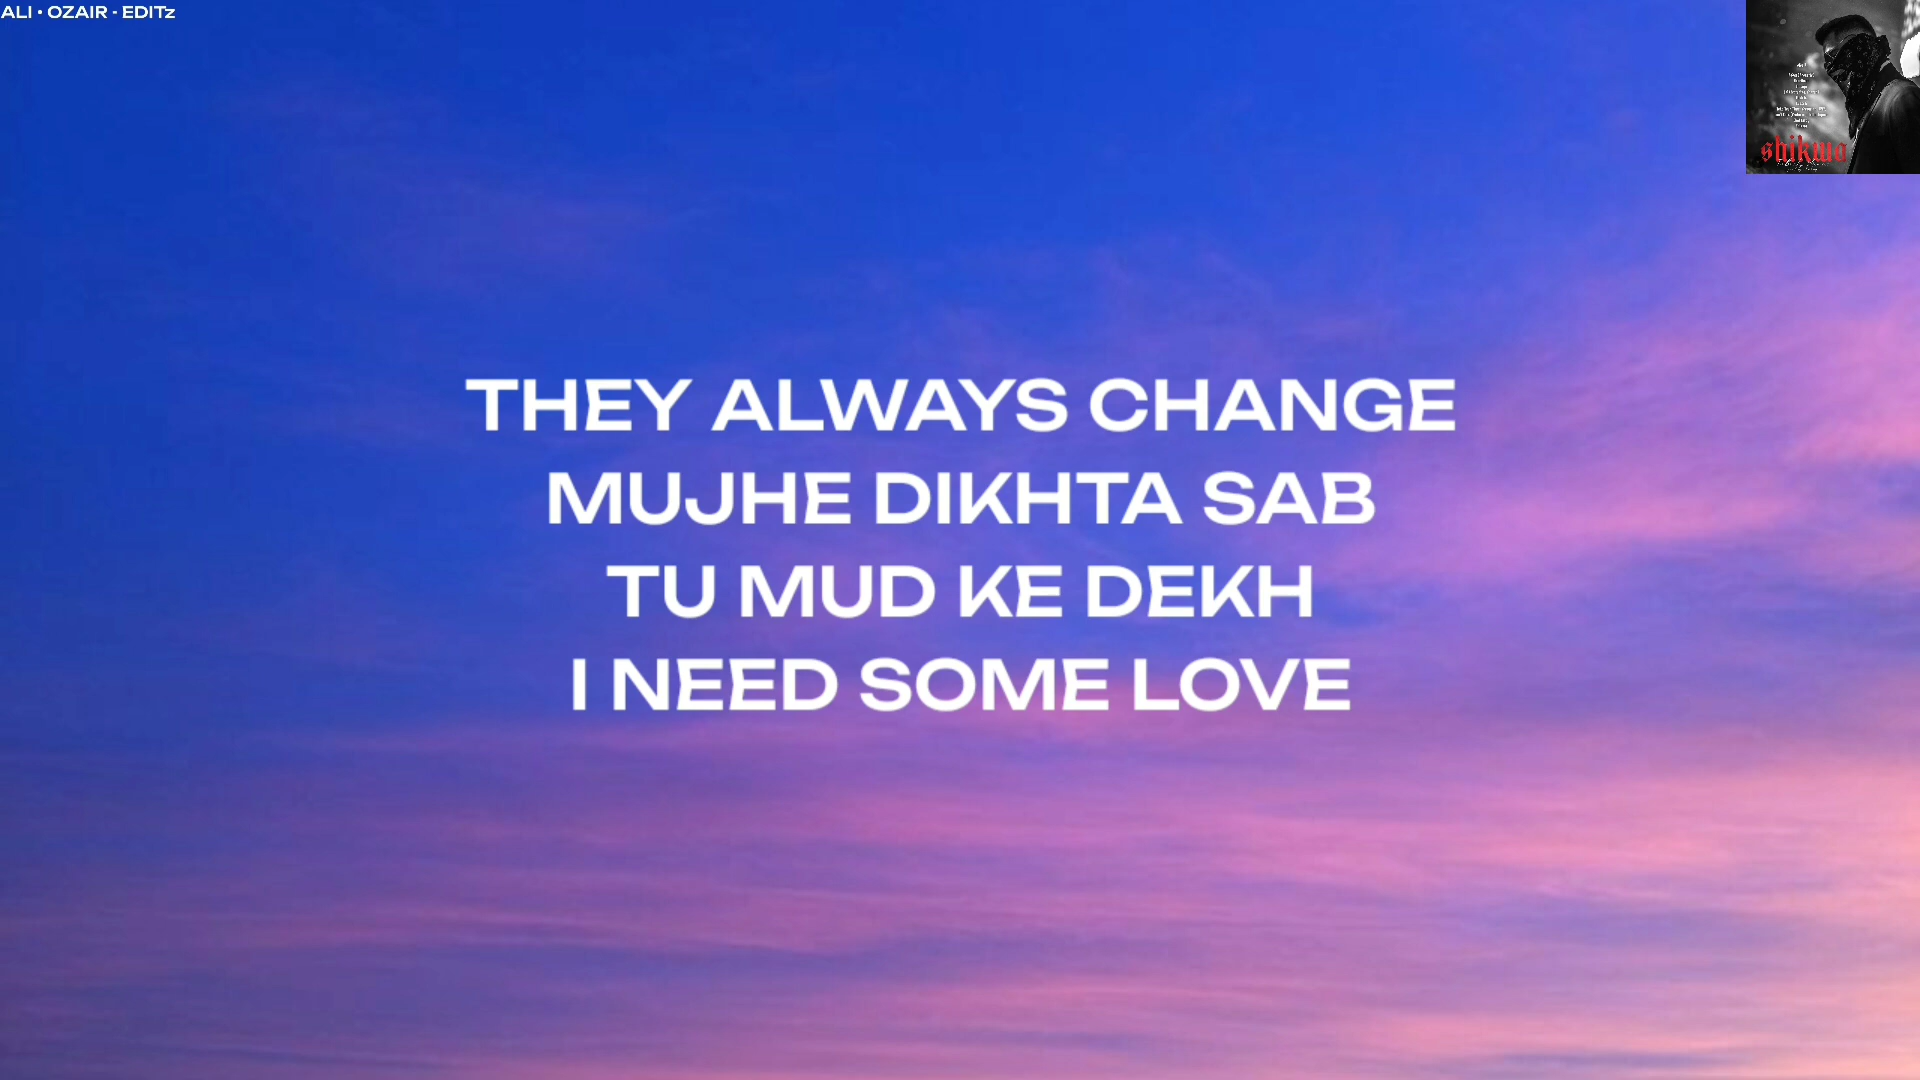 ALI • OZAIR - EDITz
shikwa
THEY ALWAYS CHANGE
MUJHE DIKHTA SAB
TU MUD KE DEKH
I NEED SOME LOVE